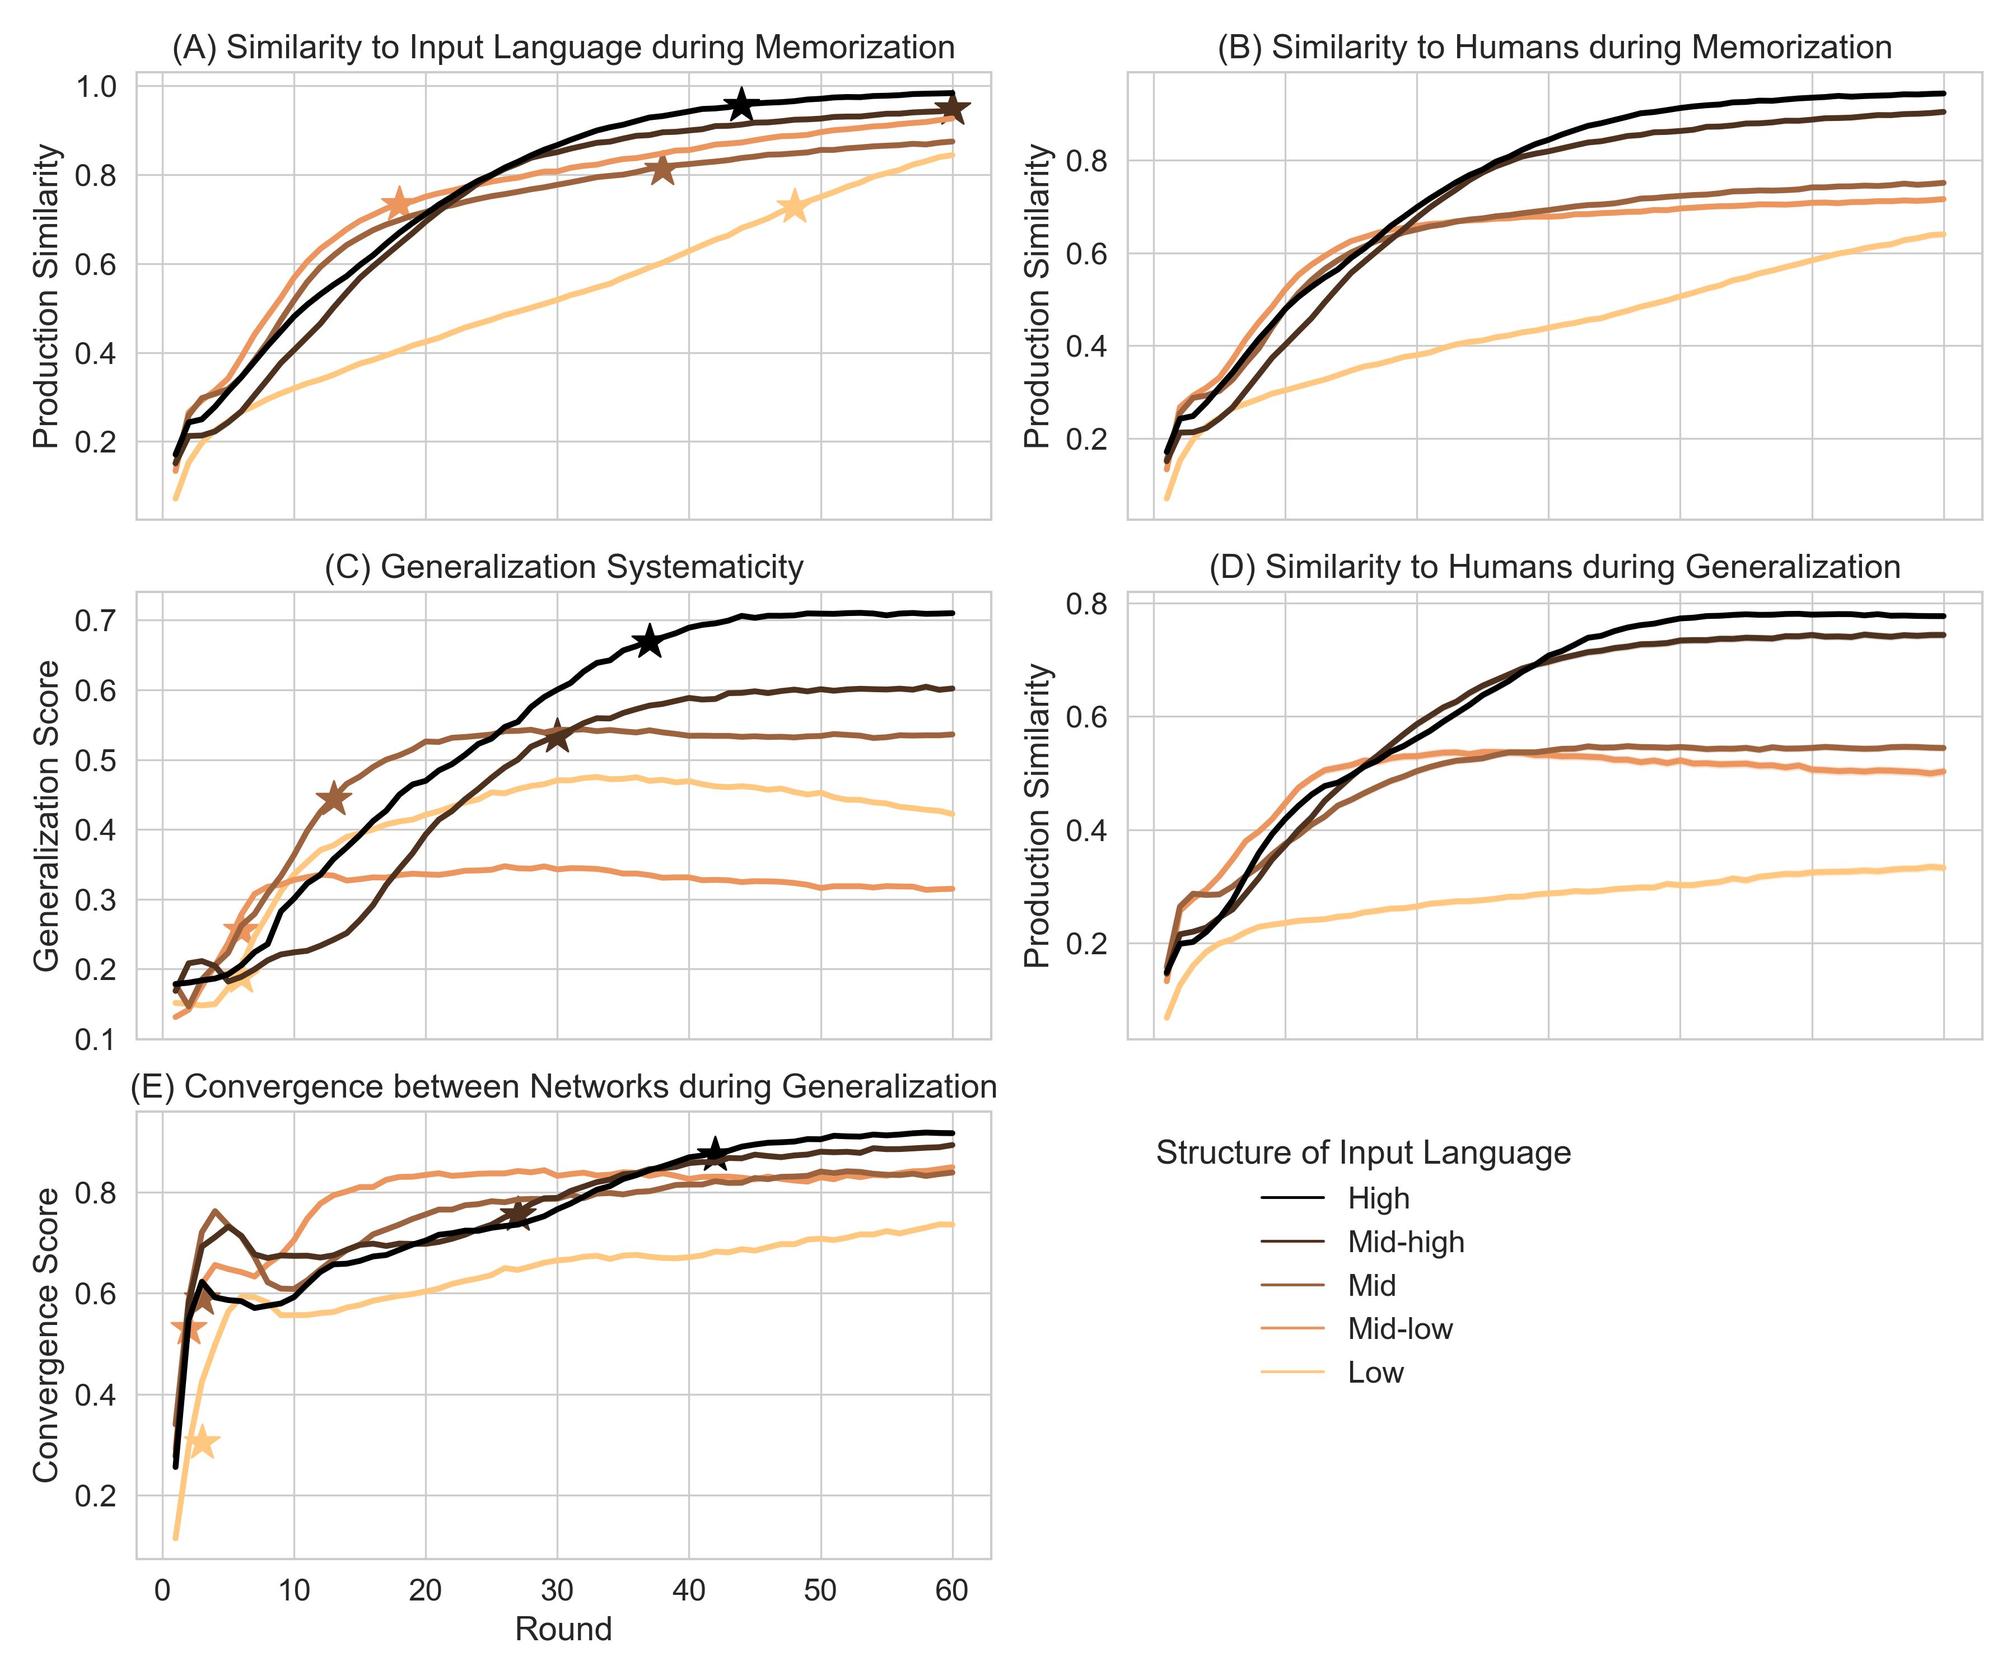 (A) Similarity to Input Language during Memorization
Production Similarity
1.0
0.8
0.6
0.4
0.2
(B) Similarity to Humans during Memorization
Production Similarity
0.8
0.6
0.4
0.2
(C) Generalization Systematicity
Generalization Score
0.7
0.6
0.5
0.4
0.3
0.2
0.1
(D) Similarity to Humans during Generalization
Production Similarity
0.8
0.6
0.4
0.2
(E) Convergence between Networks during Generalization
Convergence Score
0.8
0.6
0.4
0.2
0 10 20 30 40 50 60
Round
Structure of Input Language
High
Mid-high
Mid
Mid-low
Low